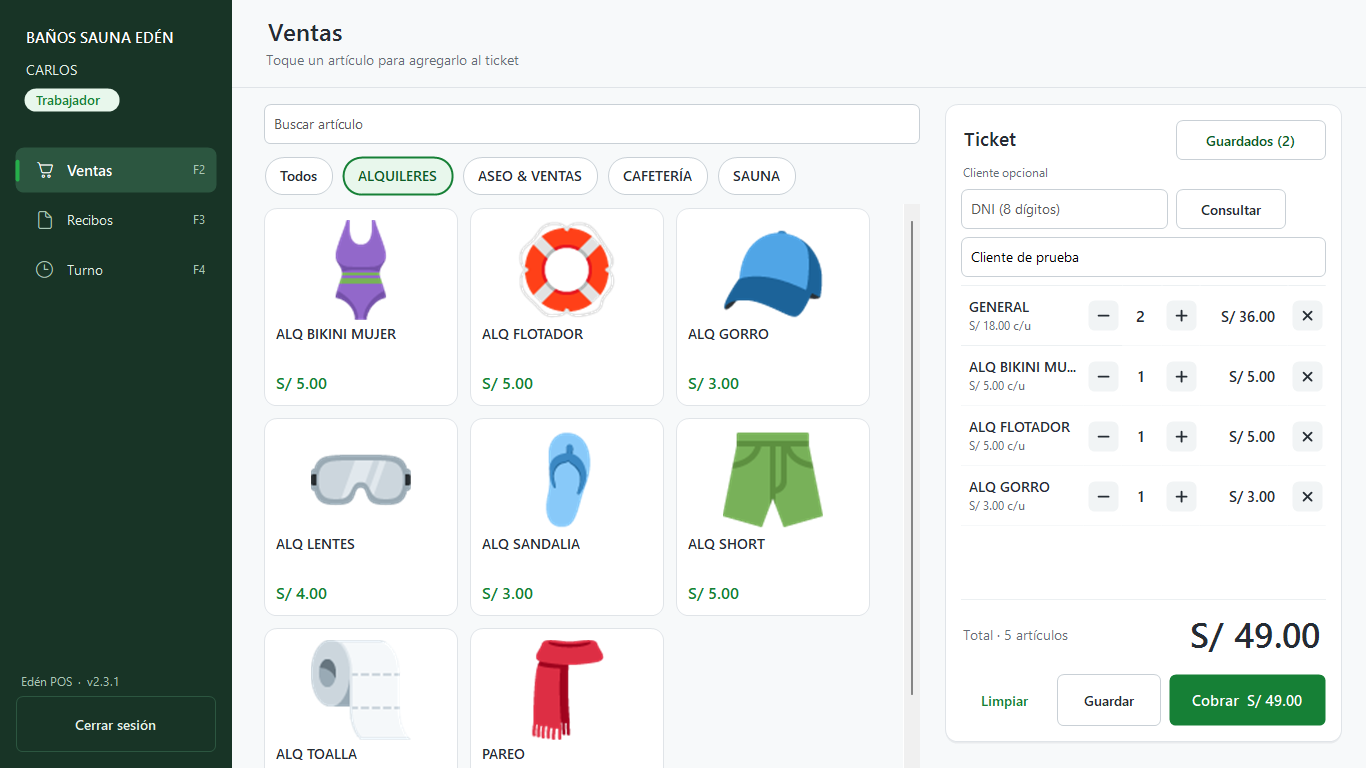 BAÑOS SAUNA EDÉN
CARLOS
Trabajador
Ventas F2
Recibos F3
Turno F4
Edén POS · v2.3.1
Cerrar sesión
Ventas
Toque un artículo para agregarlo al ticket
Buscar artículo
Todos
ALQUILERES
ASEO & VENTAS
CAFETERÍA
SAUNA
ALQ BIKINI MUJER
S/ 5.00
ALQ FLOTADOR
S/ 5.00
ALQ GORRO
S/ 3.00
ALQ LENTES
S/ 4.00
ALQ SANDALIA
S/ 3.00
ALQ SHORT
S/ 5.00
ALQ TOALLA
PAREO
Ticket
Guardados (2)
Cliente opcional
DNI (8 dígitos)
Consultar
Cliente de prueba
GENERAL
S/ 18.00 c/u
− 2 + S/ 36.00 ✕
ALQ BIKINI MU...
S/ 5.00 c/u
− 1 + S/ 5.00 ✕
ALQ FLOTADOR
S/ 5.00 c/u
− 1 + S/ 5.00 ✕
ALQ GORRO
S/ 3.00 c/u
− 1 + S/ 3.00 ✕
Total · 5 artículos
S/ 49.00
Limpiar
Guardar
Cobrar S/ 49.00